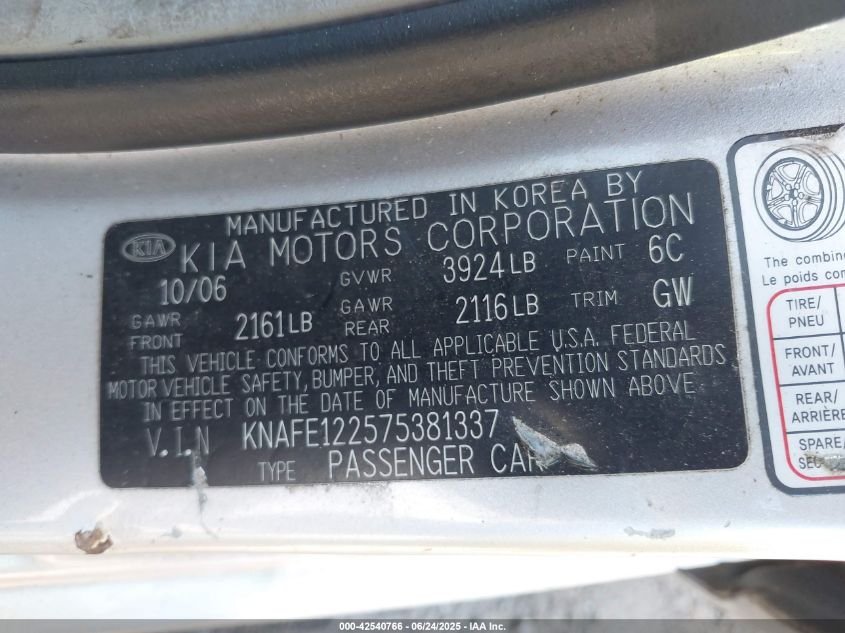 MANUFACTURED IN KOREA BY
KIA KIA MOTORS CORPORATION
10/06 GVWR 3924LB PAINT 6C
GAWR FRONT 2161LB GAWR REAR 2116LB TRIM GW
THIS VEHICLE CONFORMS TO ALL APPLICABLE U.S.A. FEDERAL
MOTOR VEHICLE SAFETY, BUMPER, AND THEFT PREVENTION STANDARDS
IN EFFECT ON THE DATE OF MANUFACTURE SHOWN ABOVE
V.I.N KNAFE122575381337
TYPE PASSENGER CAR
The combine
Le poids com
TIRE/
PNEU
FRONT/
AVANT
REAR/
ARRIÈRE
SPARE/
000-42540766 - 06/24/2025 - IAA Inc.